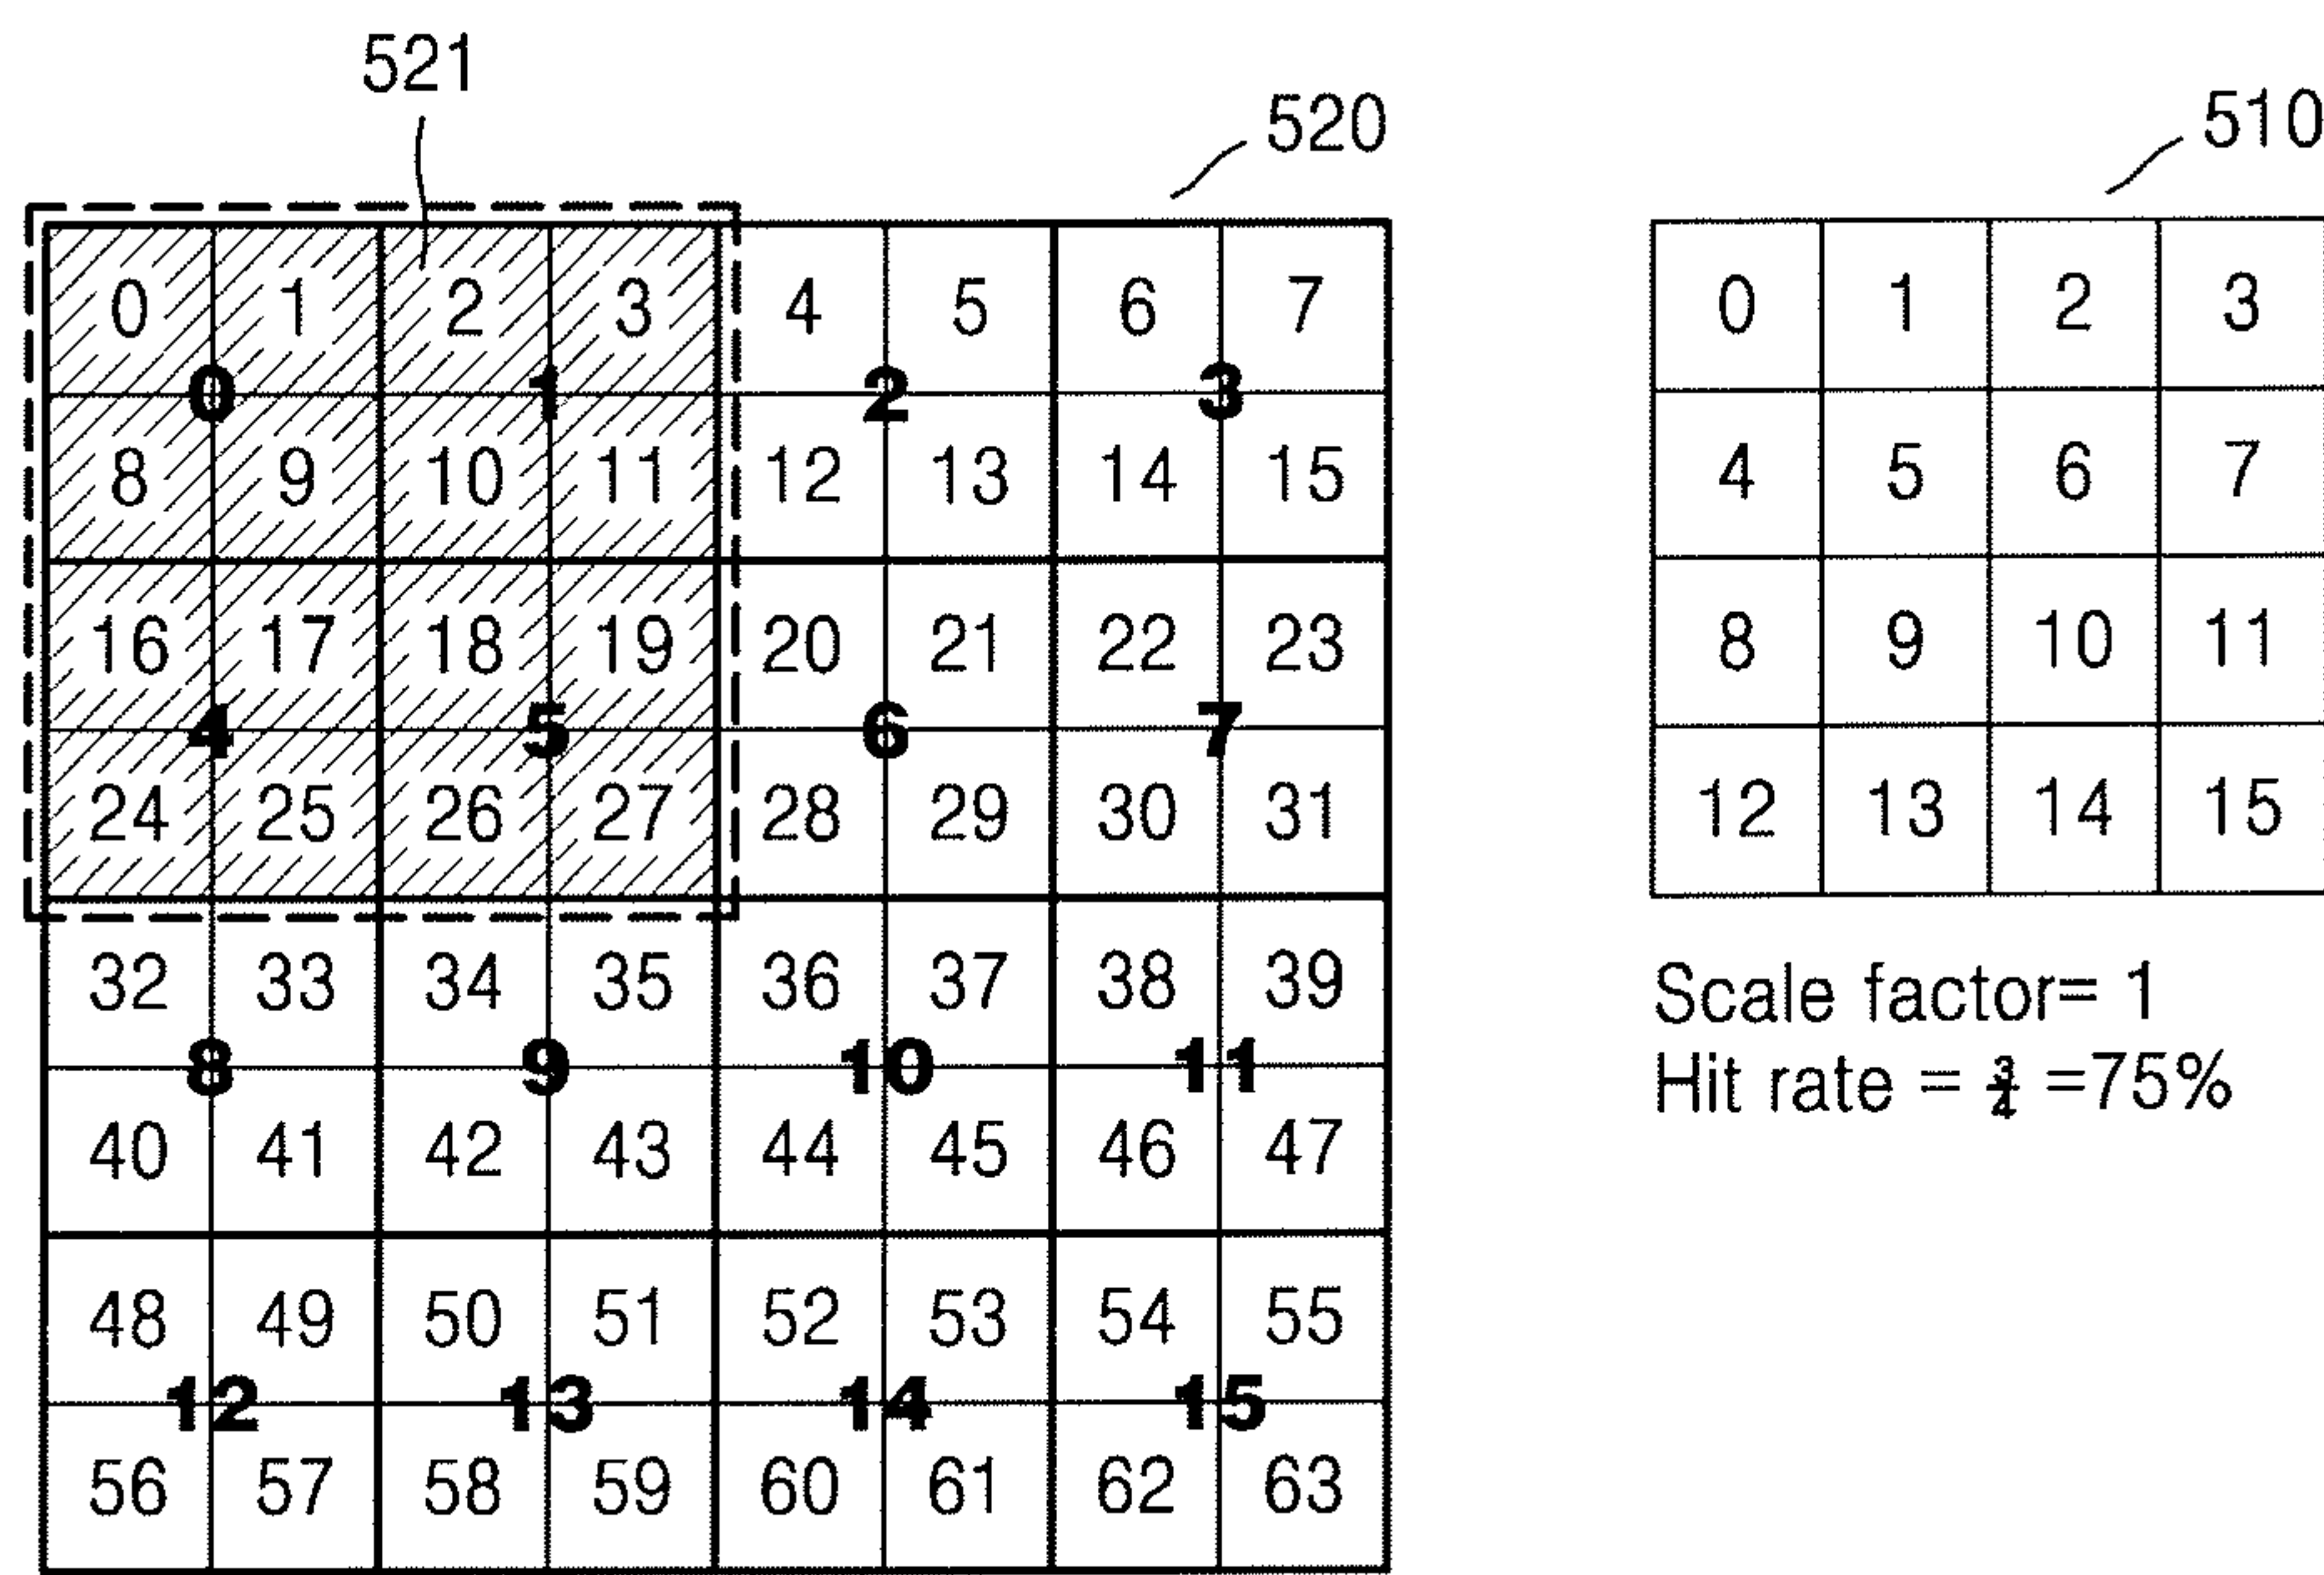 521
520
510
0 1 2 3 4 5 6 7
0 1 2 3
8 9 10 11 12 13 14 15
16 17 18 19 20 21 22 23
4 5 6 7
24 25 26 27 28 29 30 31
32 33 34 35 36 37 38 39
8 9 10 11
40 41 42 43 44 45 46 47
48 49 50 51 52 53 54 55
12 13 14 15
56 57 58 59 60 61 62 63
0 1 2 3
4 5 6 7
8 9 10 11
12 13 14 15
Scale factor= 1
Hit rate = 3/4 =75%